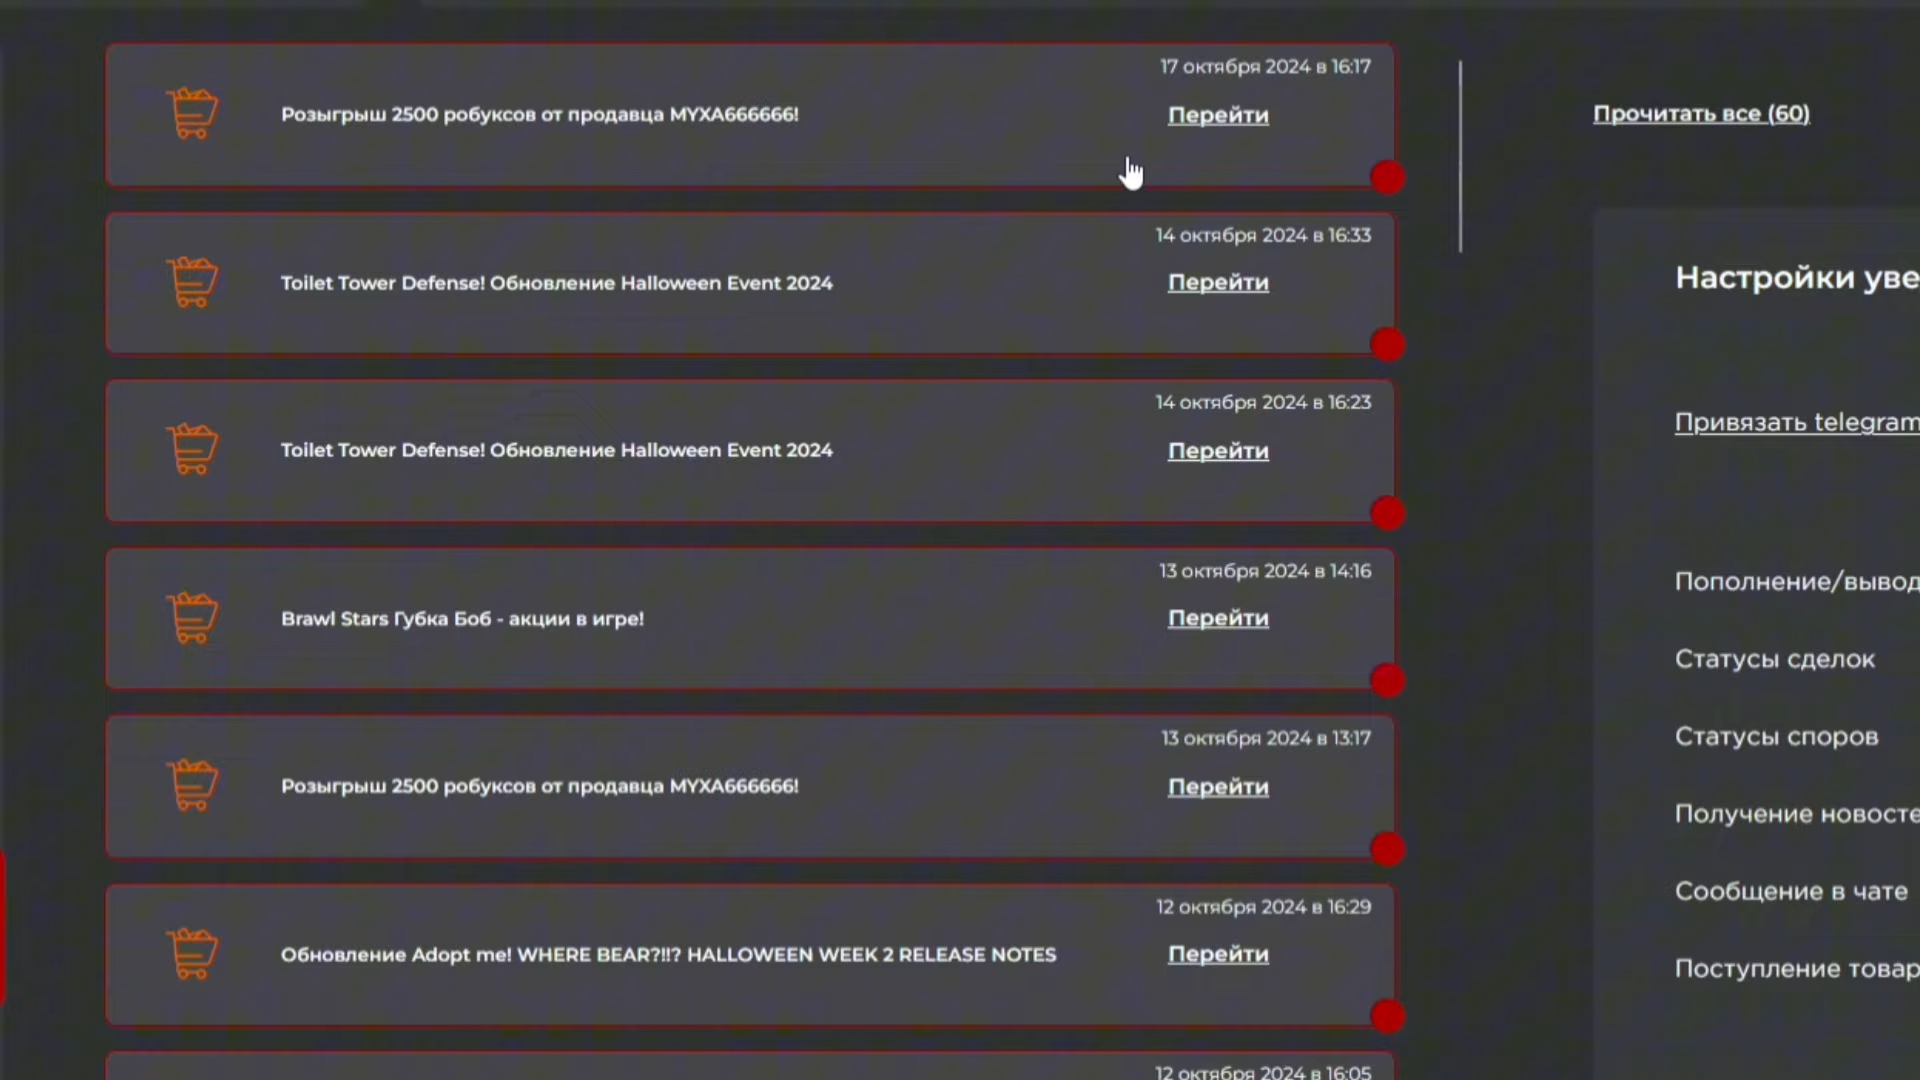 17 октября 2024 в 16:17
Розыгрыш 2500 робуксов от продавца MYXA666666!
Перейти
14 октября 2024 в 16:33
Toilet Tower Defense! Обновление Halloween Event 2024
Перейти
14 октября 2024 в 16:23
Toilet Tower Defense! Обновление Halloween Event 2024
Перейти
13 октября 2024 в 14:16
Brawl Stars Губка Боб - акции в игре!
Перейти
13 октября 2024 в 13:17
Розыгрыш 2500 робуксов от продавца MYXA666666!
Перейти
12 октября 2024 в 16:29
Обновление Adopt me! WHERE BEAR?!!? HALLOWEEN WEEK 2 RELEASE NOTES
Перейти
12 октября 2024 в 16:05
Прочитать все (60)
Настройки уве
Привязать telegram
Пополнение/вывод
Статусы сделок
Статусы споров
Получение новосте
Сообщение в чате
Поступление товар